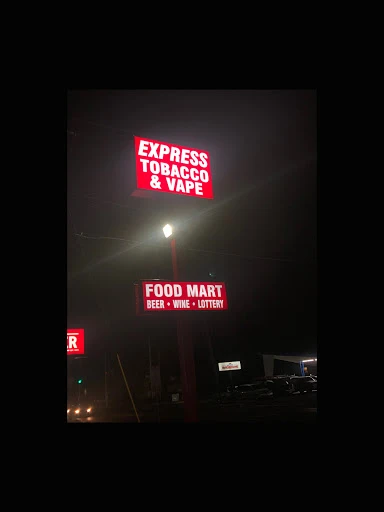 EXPRESS
TOBACCO
& VAPE
FOOD MART
BEER • WINE • LOTTERY
R